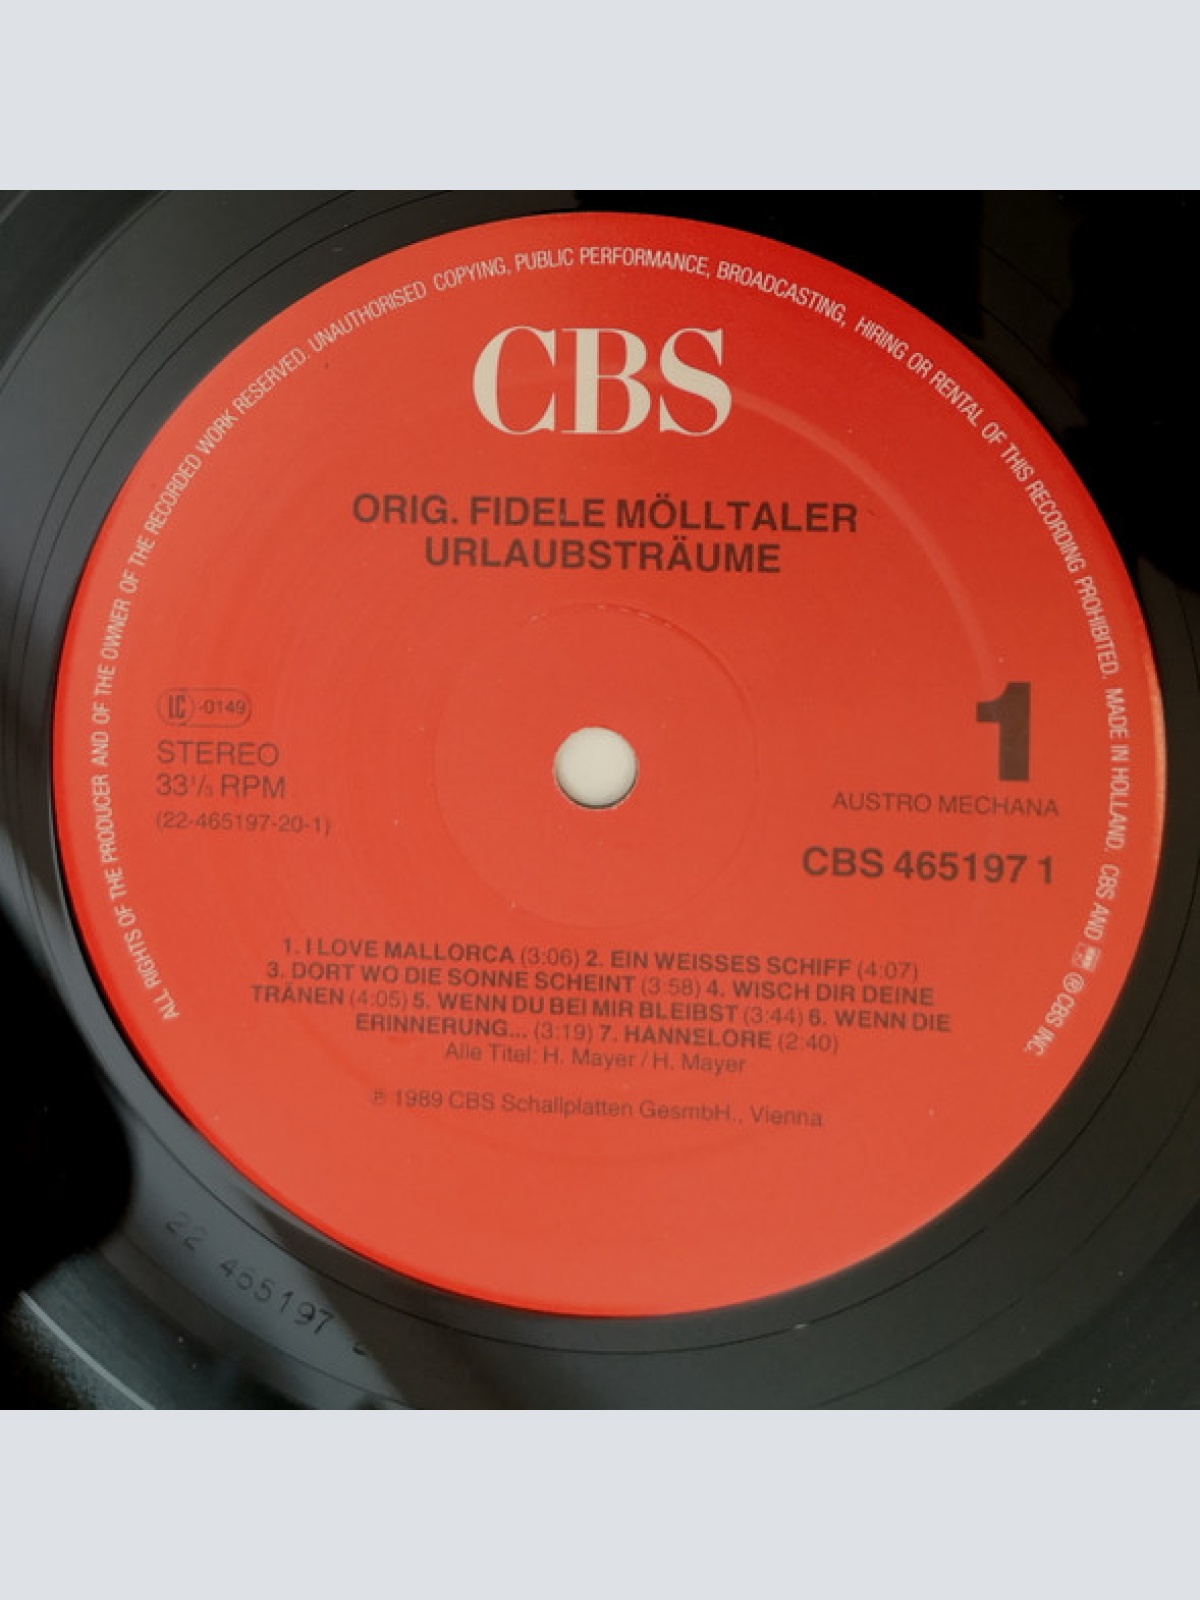 ALL RIGHTS OF THE PRODUCER AND OF THE OWNER OF THE RECORDED WORK RESERVED. UNAUTHORISED COPYING, PUBLIC PERFORMANCE, BROADCASTING, HIRING OR RENTAL OF THIS RECORDING PROHIBITED. MADE IN HOLLAND. CBS AND ® CBS INC.
CBS
ORIG. FIDELE MÖLLTALER
URLAUBSTRÄUME
LC -0149
STEREO
33⅓ RPM
(22-465197-20-1)
1
AUSTRO MECHANA
CBS 465197 1
1. I LOVE MALLORCA (3:06) 2. EIN WEISSES SCHIFF (4:07)
3. DORT WO DIE SONNE SCHEINT (3:58) 4. WISCH DIR DEINE
TRÄNEN (4:05) 5. WENN DU BEI MIR BLEIBST (3:44) 6. WENN DIE
ERINNERUNG... (3:19) 7. HANNELORE (2:40)
Alle Titel: H. Mayer / H. Mayer
℗ 1989 CBS Schallplatten GesmbH., Vienna
22 465197